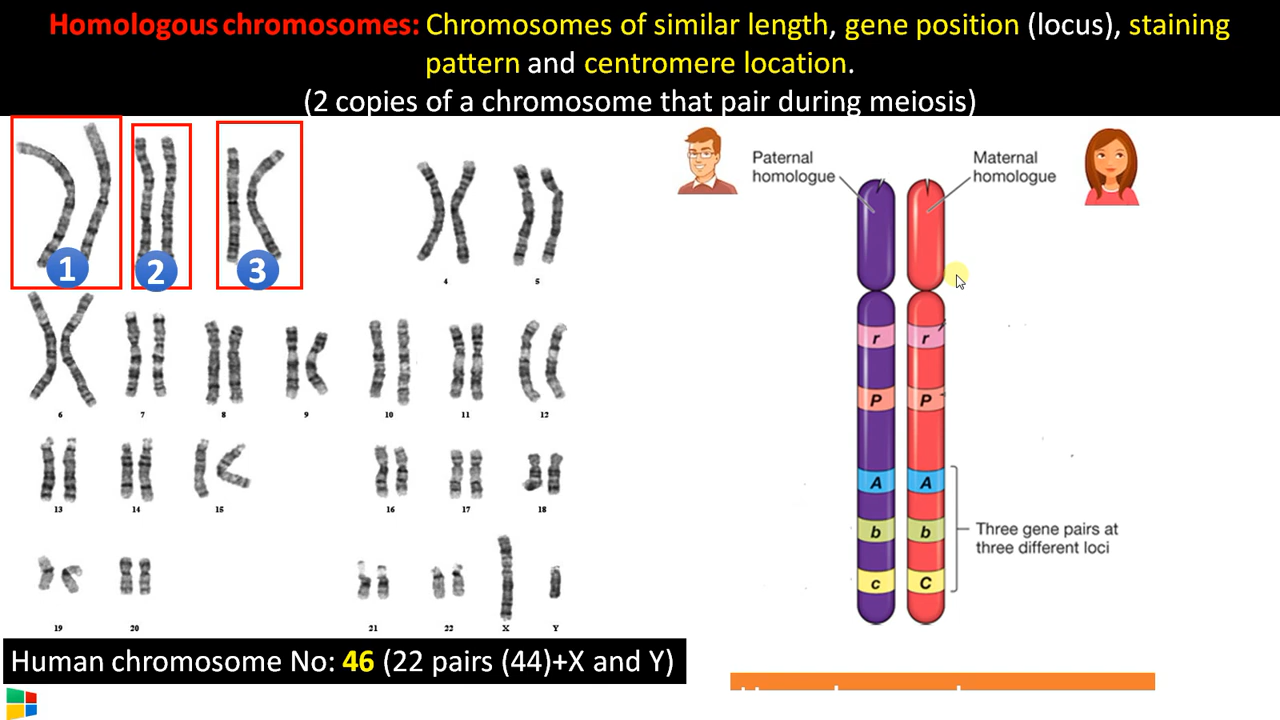 Homologous chromosomes: Chromosomes of similar length, gene position (locus), staining
pattern and centromere location.
(2 copies of a chromosome that pair during meiosis)
1
2
3
4
5
6
7
8
9
10
11
12
13
14
15
16
17
18
19
20
21
22
X
Y
Human chromosome No: 46 (22 pairs (44)+X and Y)
Paternal
homologue
Maternal
homologue
r
r
P
P
A
A
b
b
c
C
Three gene pairs at
three different loci